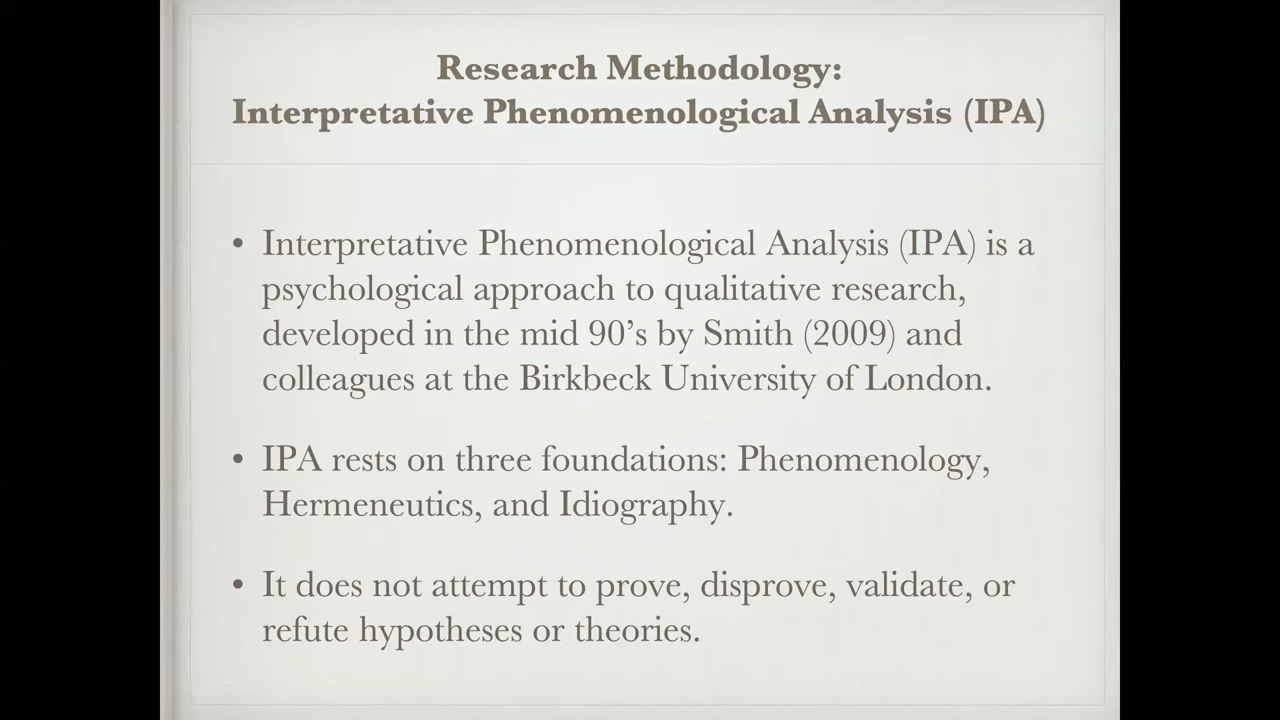 Research Methodology:
Interpretative Phenomenological Analysis (IPA)
• Interpretative Phenomenological Analysis (IPA) is a
psychological approach to qualitative research,
developed in the mid 90’s by Smith (2009) and
colleagues at the Birkbeck University of London.
• IPA rests on three foundations: Phenomenology,
Hermeneutics, and Idiography.
• It does not attempt to prove, disprove, validate, or
refute hypotheses or theories.